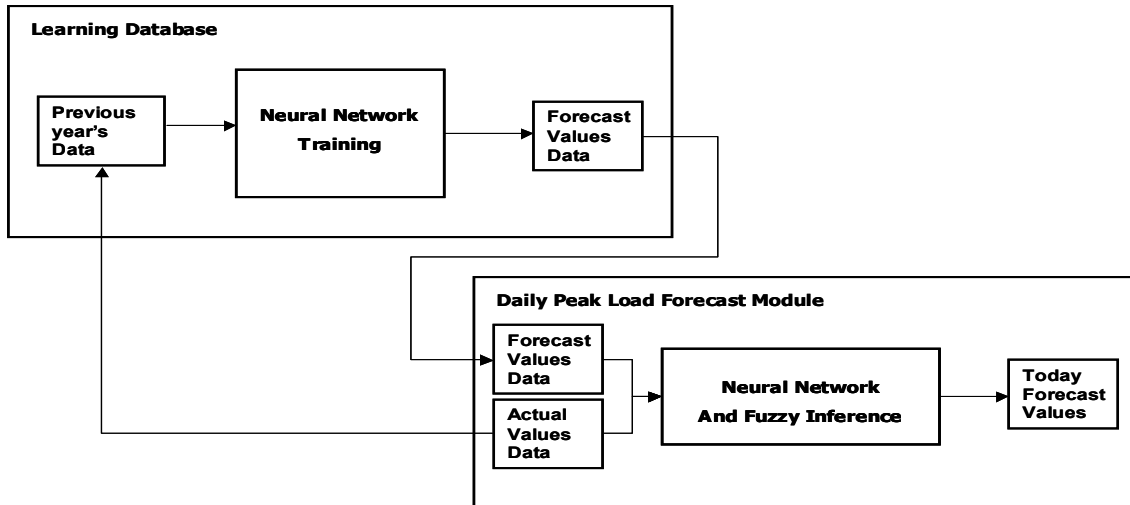 Learning Database
Previous
year's
Data
Neural Network
Training
Forecast
Values
Data
Daily Peak Load Forecast Module
Forecast
Values
Data
Actual
Values
Data
Neural Network
And Fuzzy Inference
Today
Forecast
Values